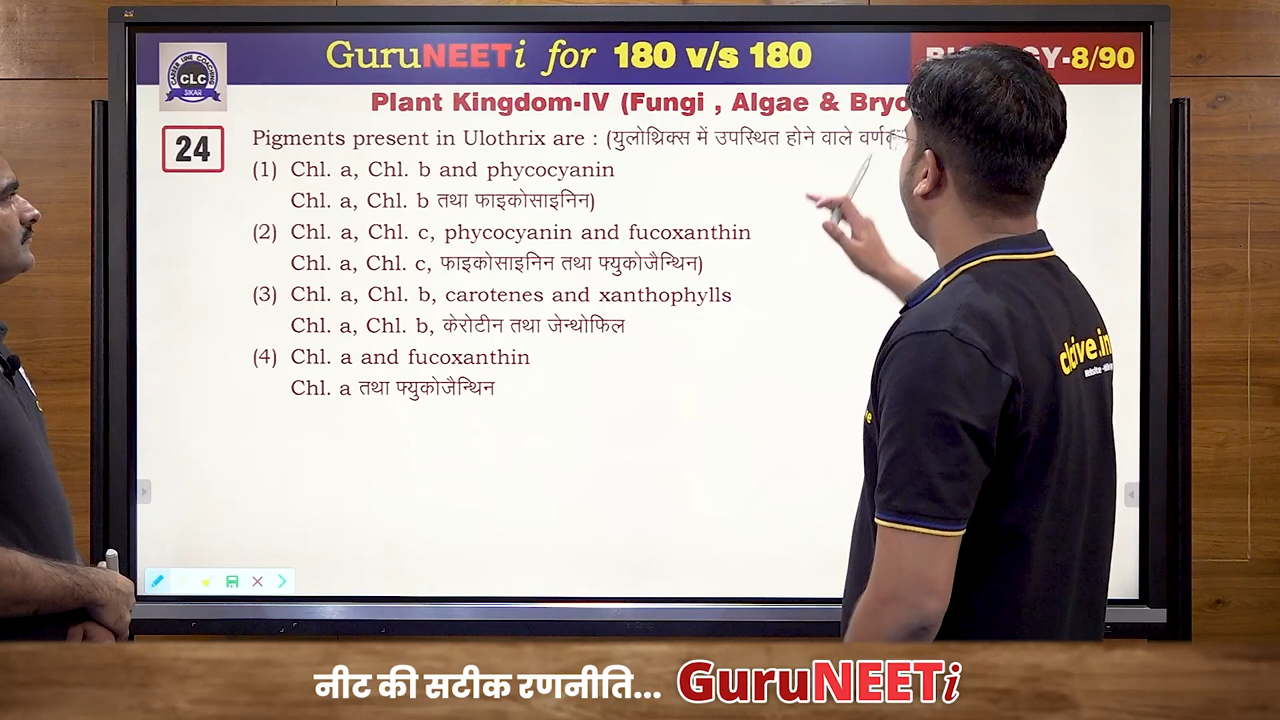 CAREER LINE COACHING
CLC
SIKAR
GuruNEETi for 180 v/s 180
-8/90
Plant Kingdom-IV (Fungi , Algae &
24
Pigments present in Ulothrix are : (युलोथ्रिक्स में उपस्थित होने वाले
(1) Chl. a, Chl. b and phycocyanin
Chl. a, Chl. b तथा फाइकोसाइनिन)
(2) Chl. a, Chl. c, phycocyanin and fucoxanthin
Chl. a, Chl. c, फाइकोसाइनिन तथा फ्युकोजैन्थिन)
(3) Chl. a, Chl. b, carotenes and xanthophylls
Chl. a, Chl. b, केरोटीन तथा जेन्थोफिल
(4) Chl. a and fucoxanthin
Chl. a तथा फ्युकोजैन्थिन
नीट की सटीक रणनीति... GuruNEETi